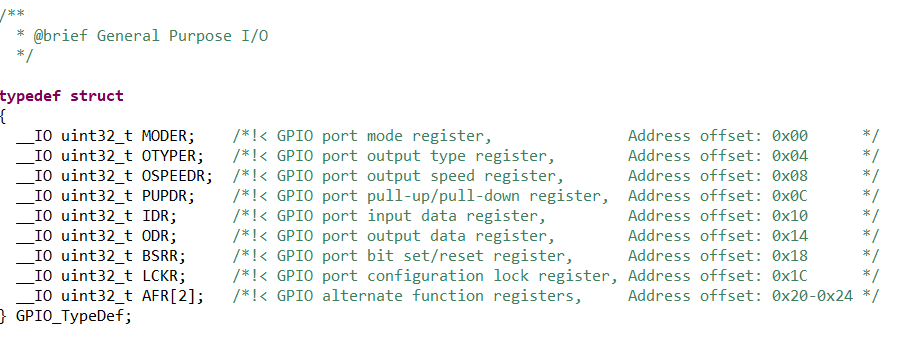 /**
  * @brief General Purpose I/O
  */
typedef struct
{
  __IO uint32_t MODER;    /*!< GPIO port mode register,               Address offset: 0x00      */
  __IO uint32_t OTYPER;   /*!< GPIO port output type register,        Address offset: 0x04      */
  __IO uint32_t OSPEEDR;  /*!< GPIO port output speed register,       Address offset: 0x08      */
  __IO uint32_t PUPDR;    /*!< GPIO port pull-up/pull-down register,  Address offset: 0x0C      */
  __IO uint32_t IDR;      /*!< GPIO port input data register,         Address offset: 0x10      */
  __IO uint32_t ODR;      /*!< GPIO port output data register,        Address offset: 0x14      */
  __IO uint32_t BSRR;     /*!< GPIO port bit set/reset register,      Address offset: 0x18      */
  __IO uint32_t LCKR;     /*!< GPIO port configuration lock register, Address offset: 0x1C      */
  __IO uint32_t AFR[2];   /*!< GPIO alternate function registers,     Address offset: 0x20-0x24 */
} GPIO_TypeDef;